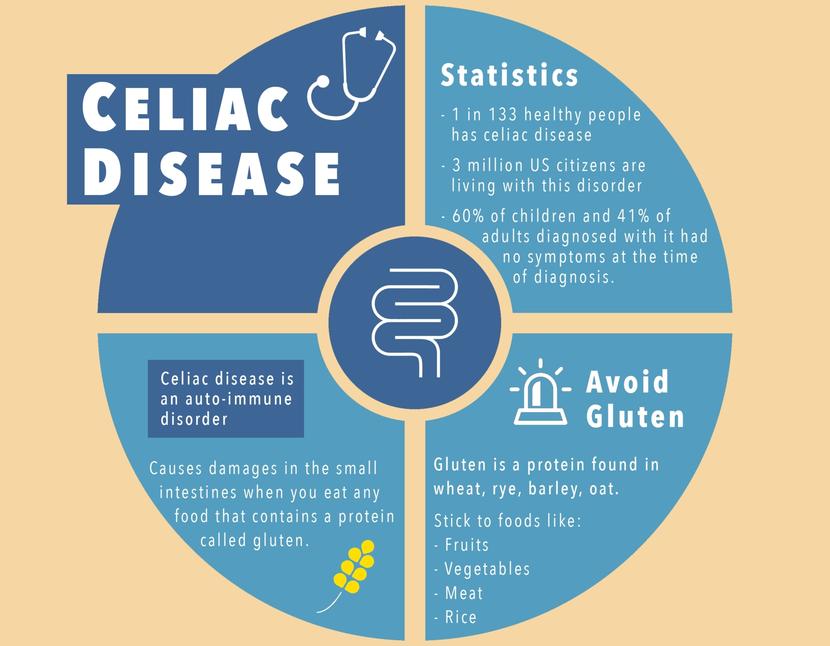 CELIAC
DISEASE
Statistics
- 1 in 133 healthy people
has celiac disease
- 3 million US citizens are
living with this disorder
- 60% of children and 41% of
adults diagnosed with it had
no symptoms at the time
of diagnosis.
Celiac disease is
an auto-immune
disorder
Causes damages in the small
intestines when you eat any
food that contains a protein
called gluten.
Avoid
Gluten
Gluten is a protein found in
wheat, rye, barley, oat.
Stick to foods like:
- Fruits
- Vegetables
- Meat
- Rice